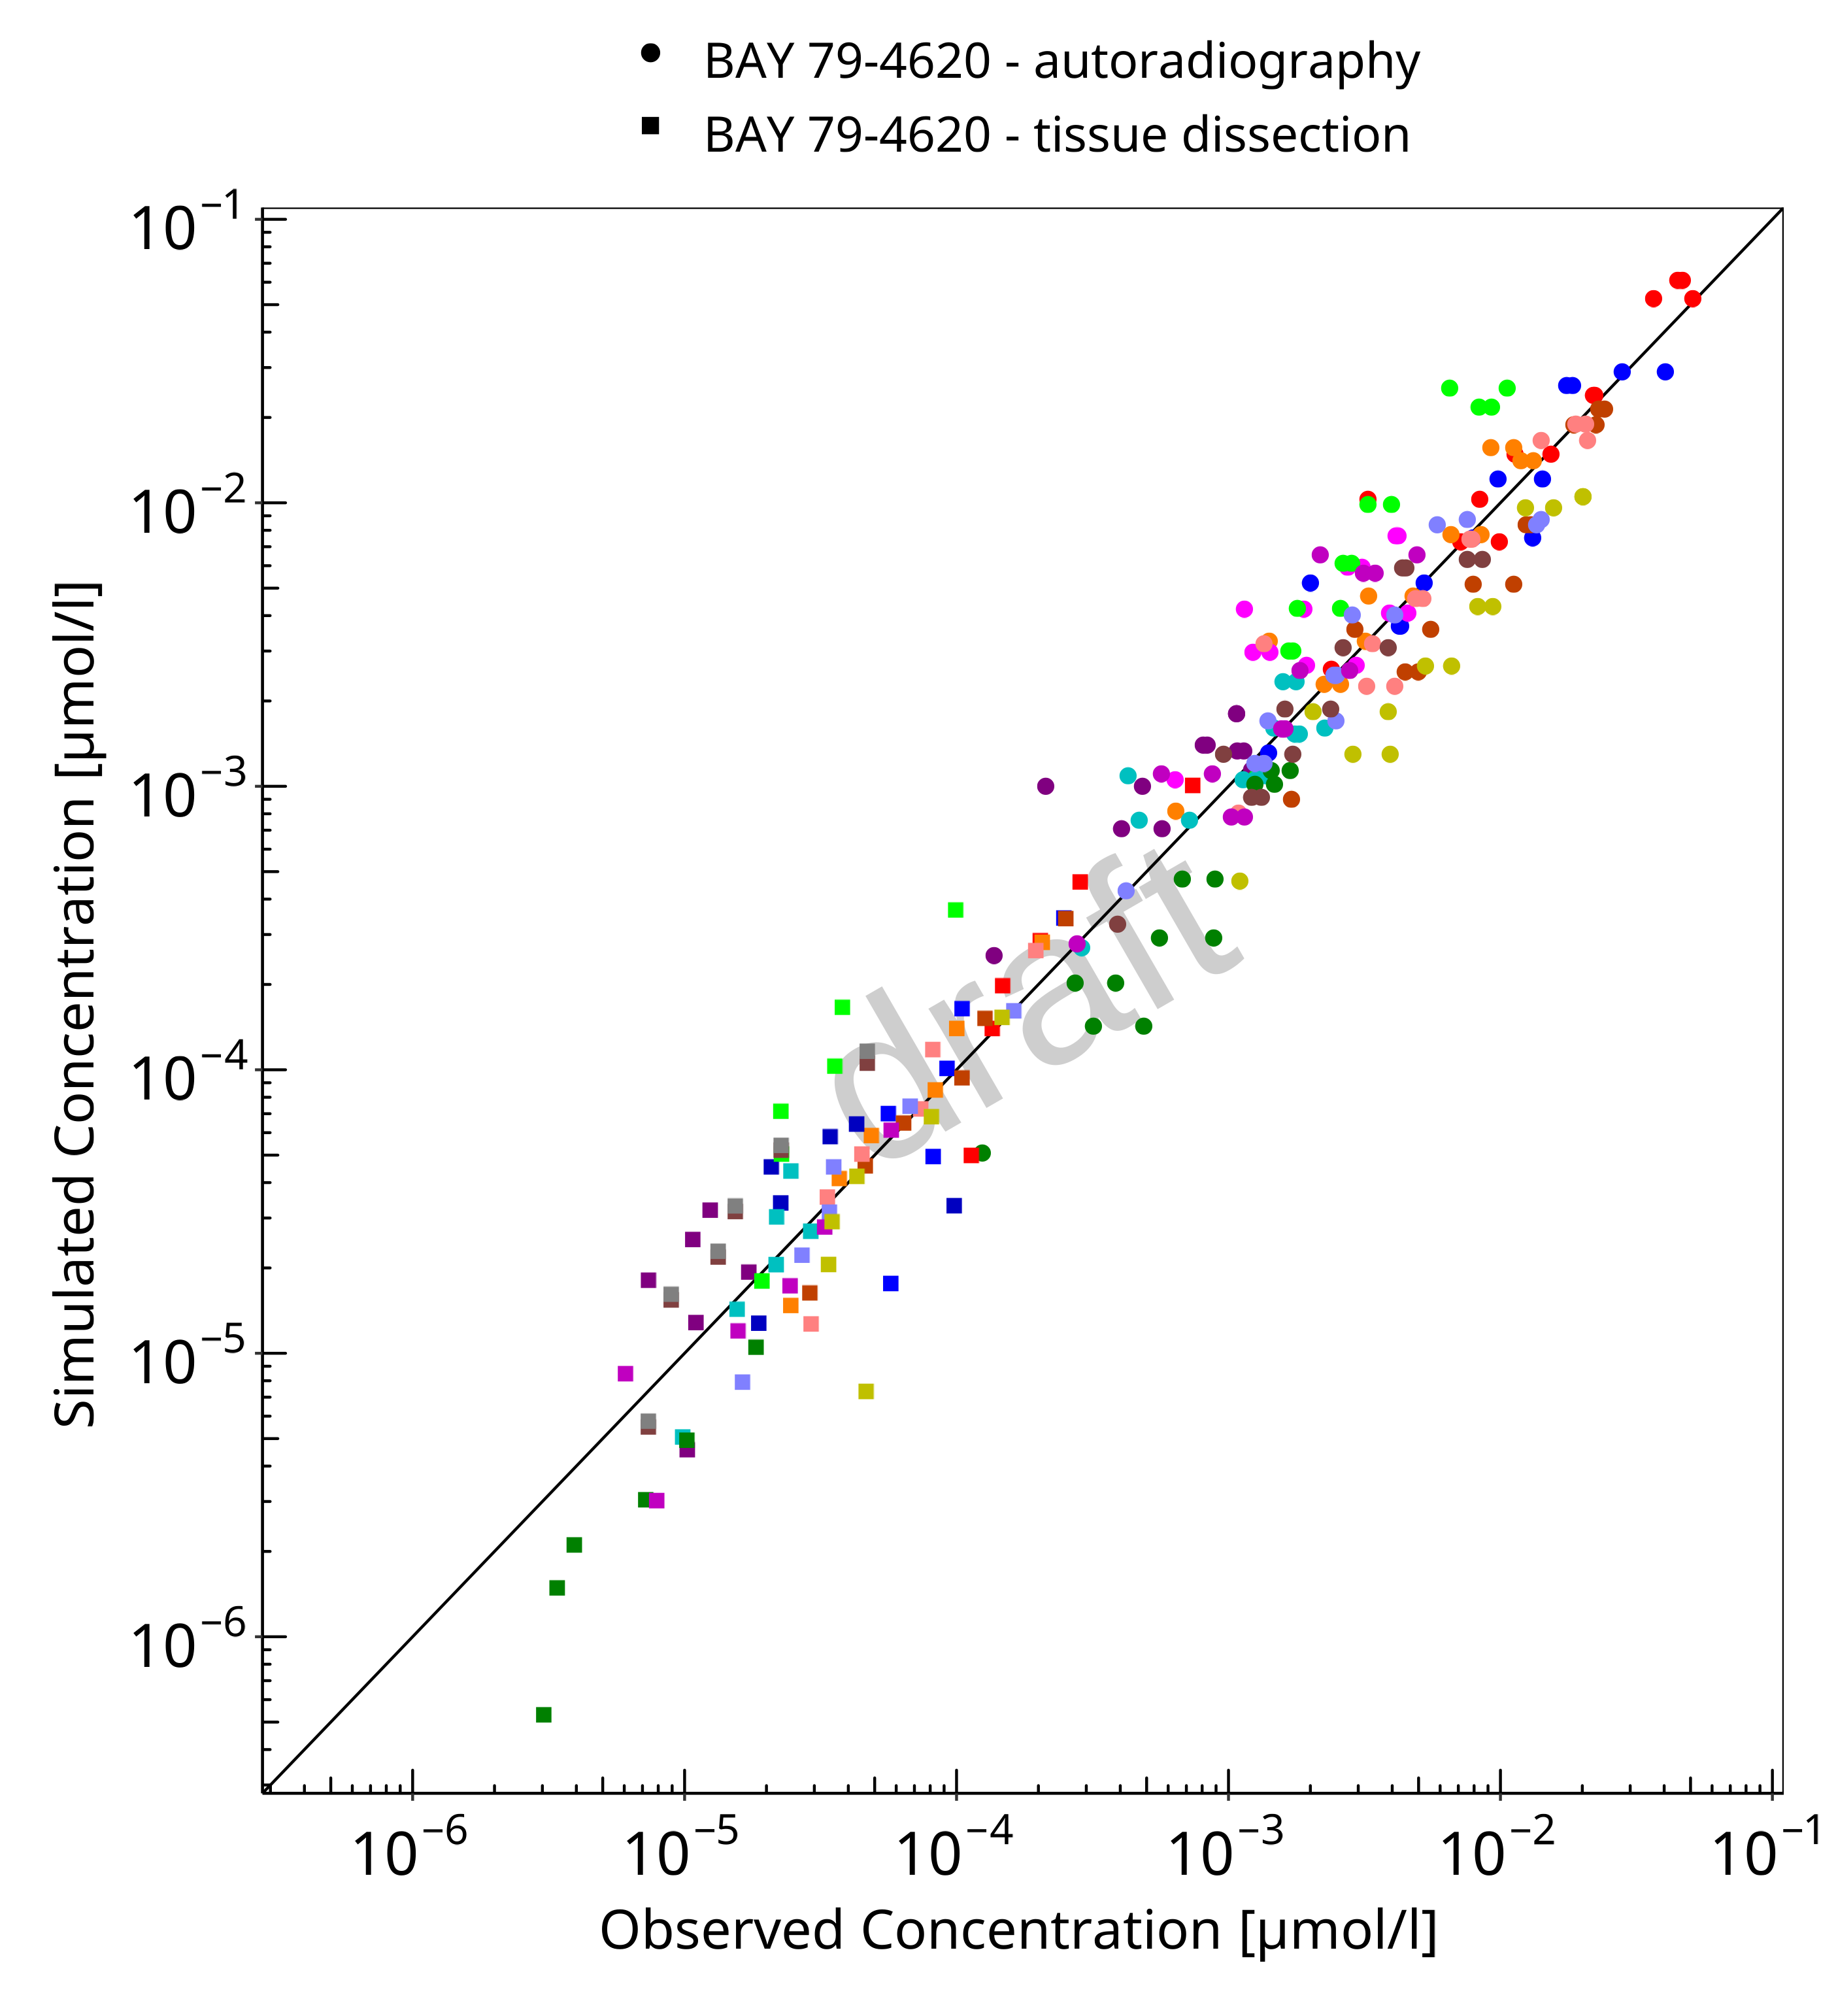 BAY 79-4620 - autoradiography
BAY 79-4620 - tissue dissection
Simulated Concentration [µmol/l]
10⁻¹
10⁻²
10⁻³
10⁻⁴
10⁻⁵
10⁻⁶
draft
10⁻⁶ 10⁻⁵ 10⁻⁴ 10⁻³ 10⁻² 10⁻¹
Observed Concentration [µmol/l]